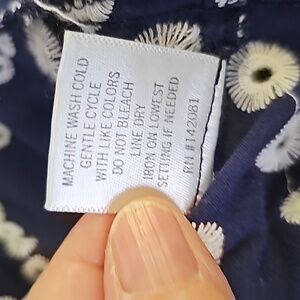 MACHINE WASH COLD
GENTLE CYCLE
WITH LIKE COLORS
DO NOT BLEACH
LINE DRY
IRON ON LOWEST
SETTING IF NEEDED
RN #142081